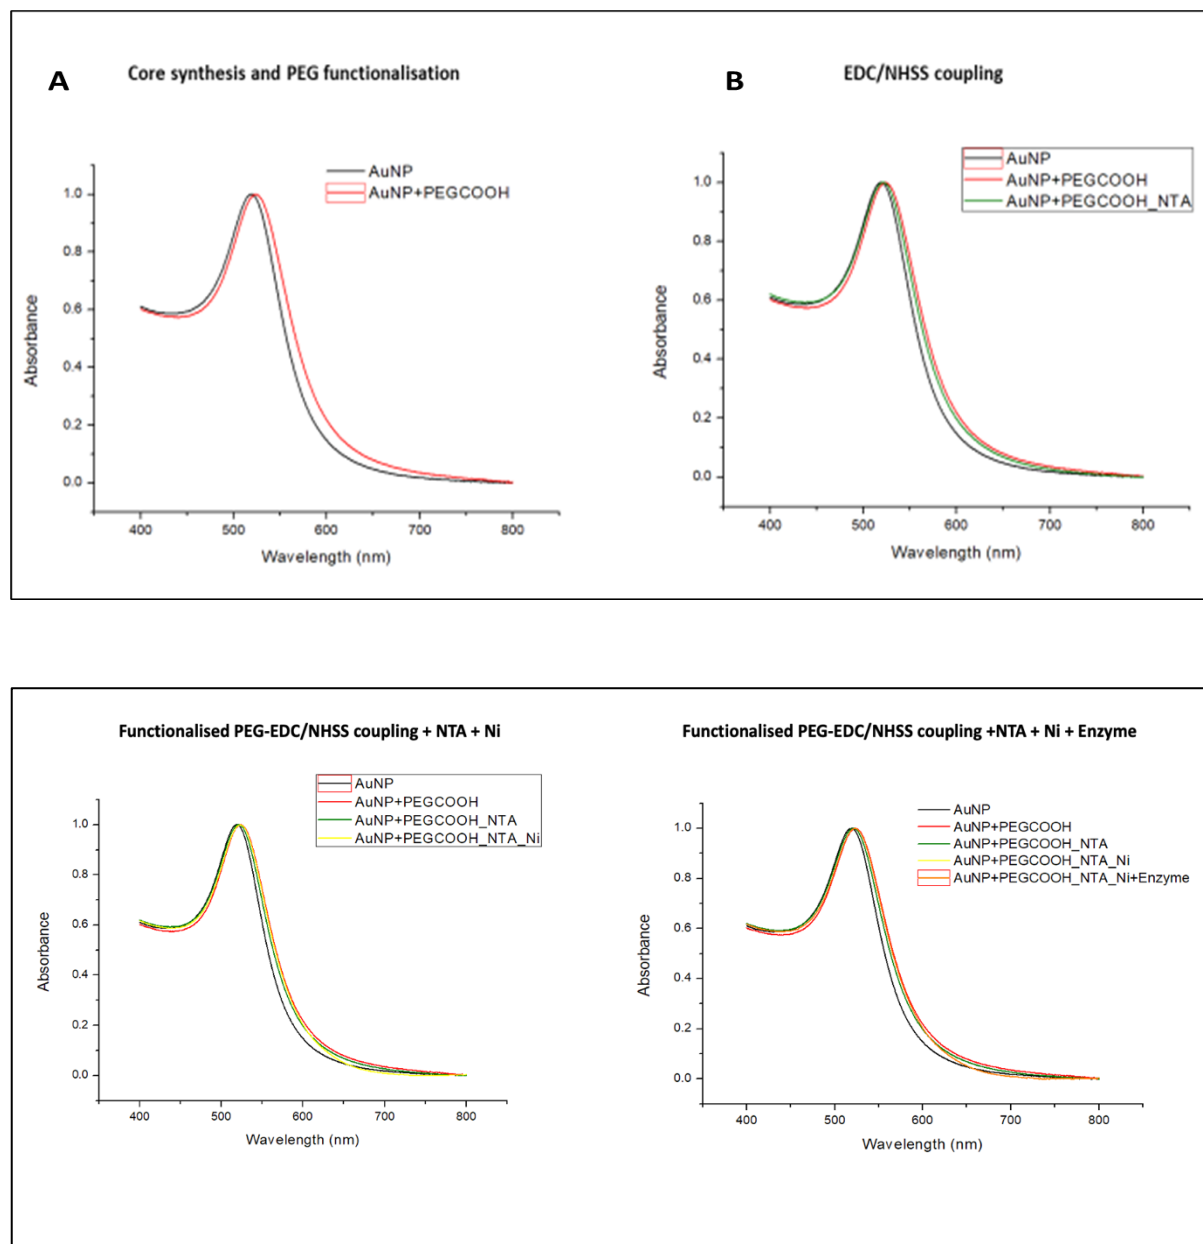 A
Core synthesis and PEG functionalisation
AuNP
AuNP+PEGCOOH
1.0
0.8
0.6
0.4
0.2
0.0
Absorbance
400
500
600
700
800
Wavelength (nm)
B
EDC/NHSS coupling
AuNP
AuNP+PEGCOOH
AuNP+PEGCOOH_NTA
1.0
0.8
0.6
0.4
0.2
0.0
Absorbance
400
500
600
700
800
Wavelength (nm)
Functionalised PEG-EDC/NHSS coupling + NTA + Ni
AuNP
AuNP+PEGCOOH
AuNP+PEGCOOH_NTA
AuNP+PEGCOOH_NTA_Ni
1.0
0.8
0.6
0.4
0.2
0.0
Absorbance
400
500
600
700
800
Wavelength (nm)
Functionalised PEG-EDC/NHSS coupling +NTA + Ni + Enzyme
AuNP
AuNP+PEGCOOH
AuNP+PEGCOOH_NTA
AuNP+PEGCOOH_NTA_Ni
AuNP+PEGCOOH_NTA_Ni+Enzyme
1.0
0.8
0.6
0.4
0.2
0.0
Absorbance
400
500
600
700
800
Wavelength (nm)